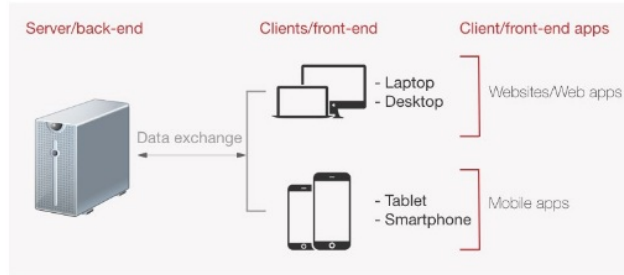 Server/back-end
Clients/front-end
Client/front-end apps
- Laptop
- Desktop
Websites/Web apps
Data exchange
- Tablet
- Smartphone
Mobile apps